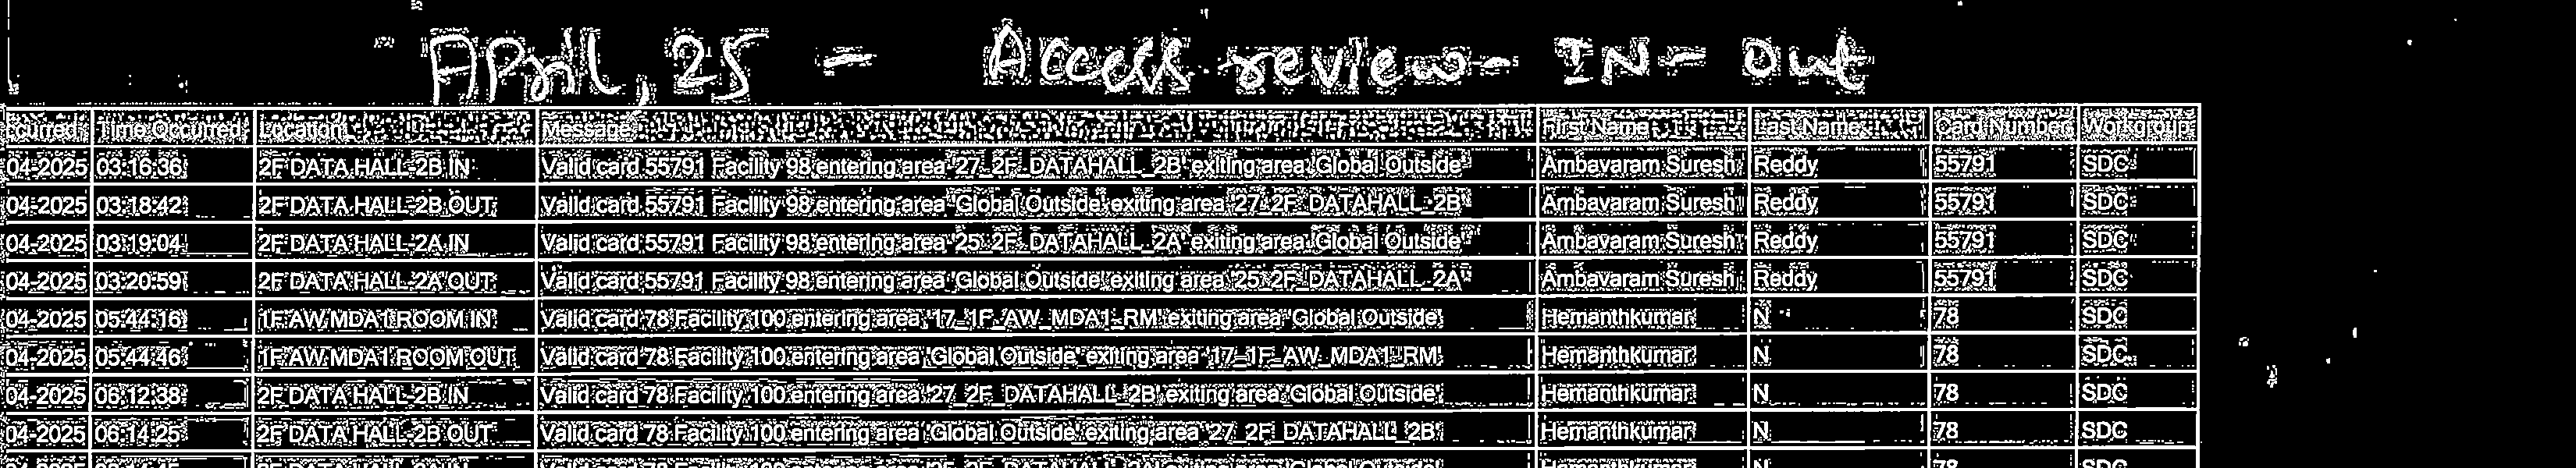 April, 25 - Access review - IN - Out
curred Time Occurred Location Message First Name Last Name Card Number Workgroup
04-2025 03:16:36 2F DATA HALL-2B IN Valid card 55791 Facility 98 entering area '27_2F_DATAHALL_2B' exiting area 'Global Outside' Ambavaram Suresh Reddy 55791 SDC
04-2025 03:18:42 2F DATA HALL-2B OUT Valid card 55791 Facility 98 entering area 'Global Outside' exiting area '27_2F_DATAHALL_2B' Ambavaram Suresh Reddy 55791 SDC
04-2025 03:19:04 2F DATA HALL-2A IN Valid card 55791 Facility 98 entering area '25_2F_DATAHALL_2A' exiting area 'Global Outside' Ambavaram Suresh Reddy 55791 SDC
04-2025 03:20:59 2F DATA HALL-2A OUT Valid card 55791 Facility 98 entering area 'Global Outside' exiting area '25_2F_DATAHALL_2A' Ambavaram Suresh Reddy 55791 SDC
04-2025 05:44:16 1F AW MDA1 ROOM IN Valid card 78 Facility 100 entering area '17_1F_AW_MDA1_RM' exiting area 'Global Outside' Hemanthkumar N 78 SDC
04-2025 05:44:46 1F AW MDA1 ROOM OUT Valid card 78 Facility 100 entering area 'Global Outside' exiting area '17_1F_AW_MDA1_RM' Hemanthkumar N 78 SDC
04-2025 06:12:38 2F DATA HALL-2B IN Valid card 78 Facility 100 entering area '27_2F_DATAHALL_2B' exiting area 'Global Outside' Hemanthkumar N 78 SDC
04-2025 06:14:25 2F DATA HALL-2B OUT Valid card 78 Facility 100 entering area 'Global Outside' exiting area '27_2F_DATAHALL_2B' Hemanthkumar N 78 SDC